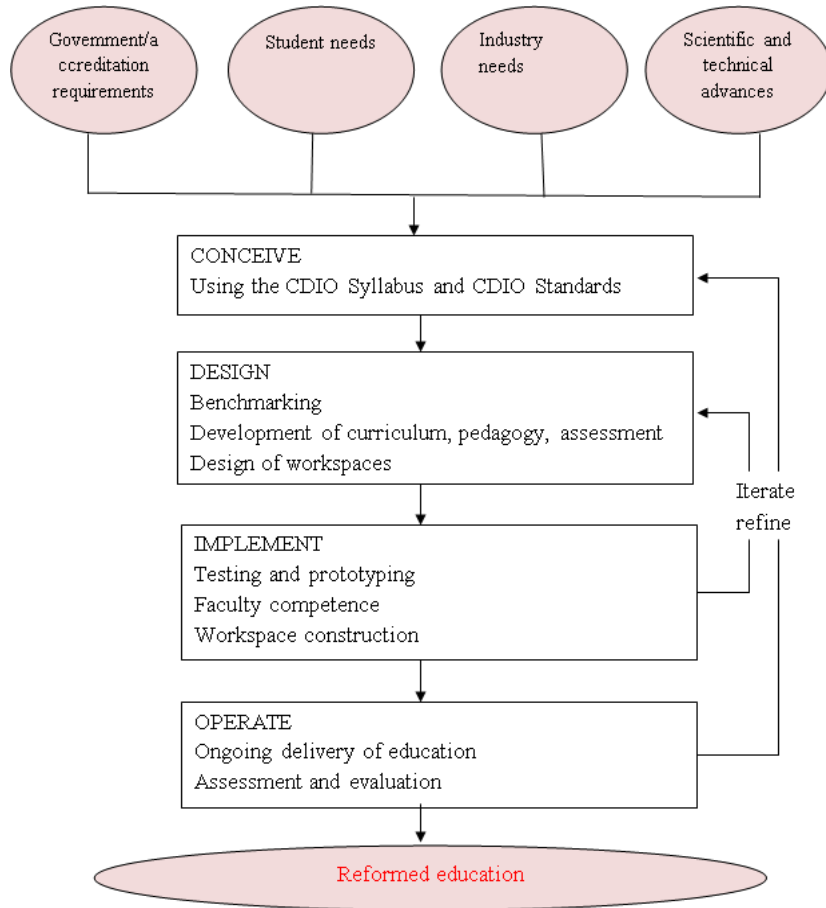 Government/a
ccreditation
requirements
Student needs
Industry
needs
Scientific and
technical
advances
CONCEIVE
Using the CDIO Syllabus and CDIO Standards
DESIGN
Benchmarking
Development of curriculum, pedagogy, assessment
Design of workspaces
Iterate
refine
IMPLEMENT
Testing and prototyping
Faculty competence
Workspace construction
OPERATE
Ongoing delivery of education
Assessment and evaluation
Reformed education